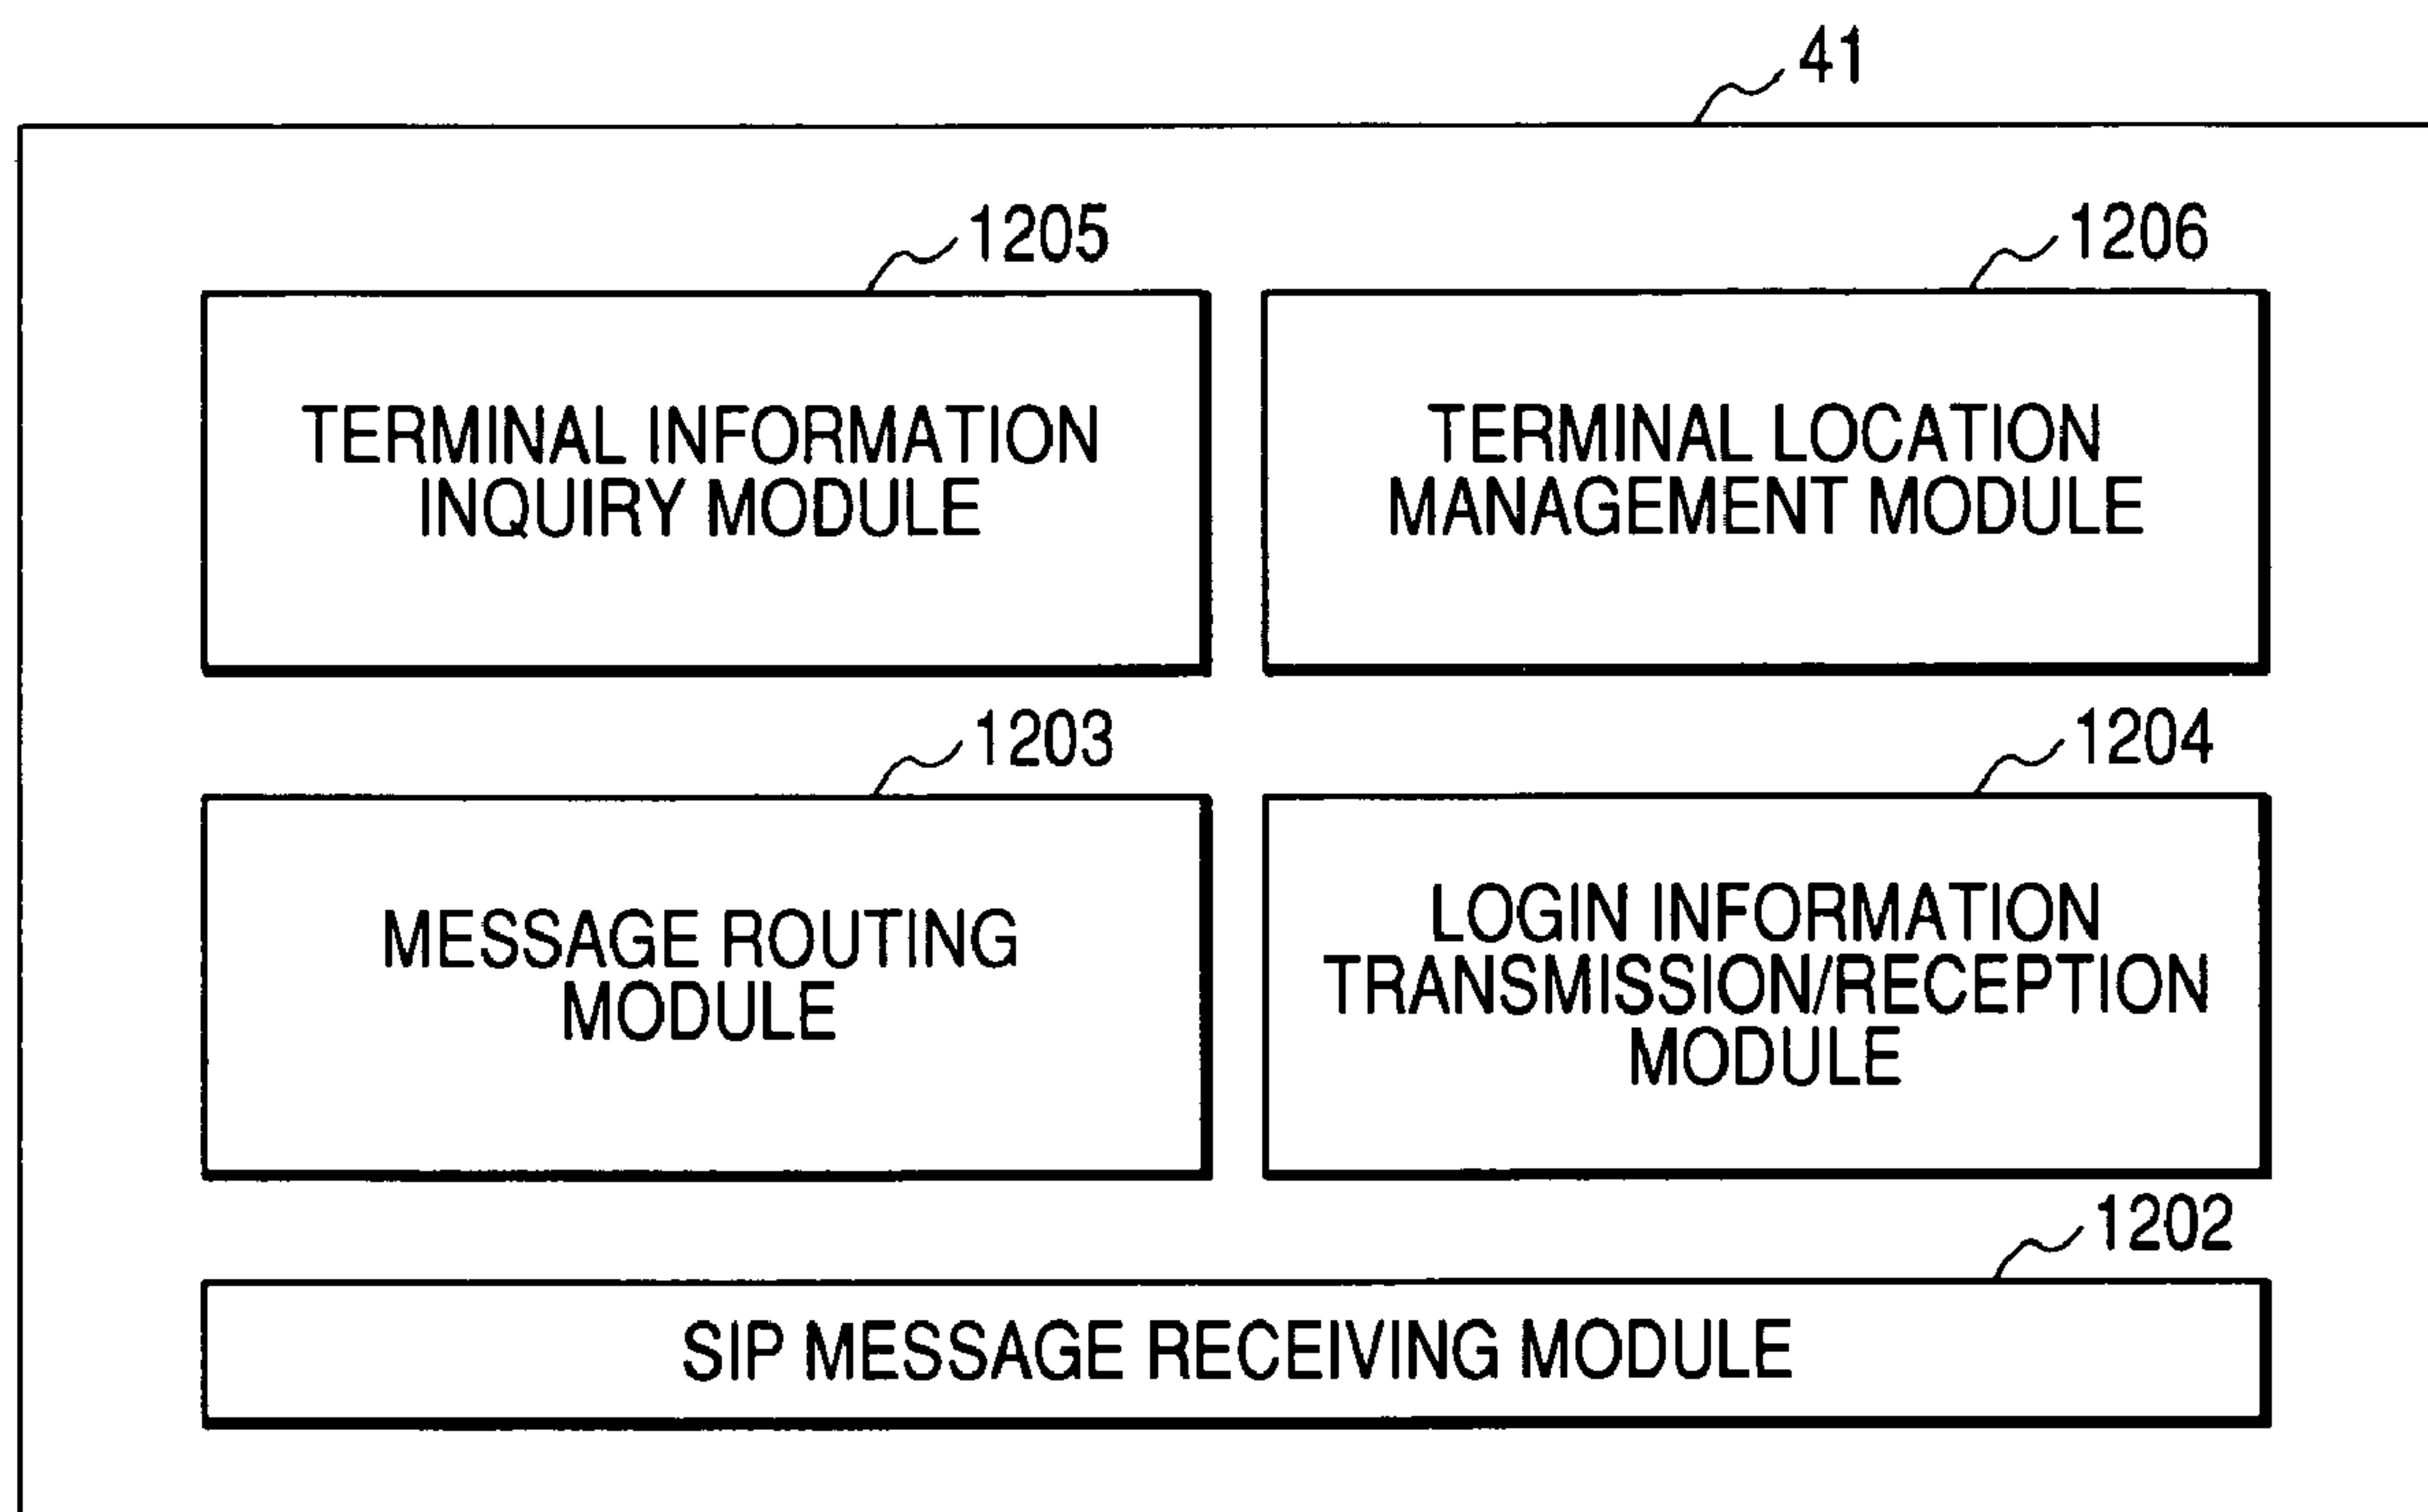 41
1205
1206
TERMINAL INFORMATION
INQUIRY MODULE
TERMINAL LOCATION
MANAGEMENT MODULE
1203
1204
MESSAGE ROUTING
MODULE
LOGIN INFORMATION
TRANSMISSION/RECEPTION
MODULE
1202
SIP MESSAGE RECEIVING MODULE